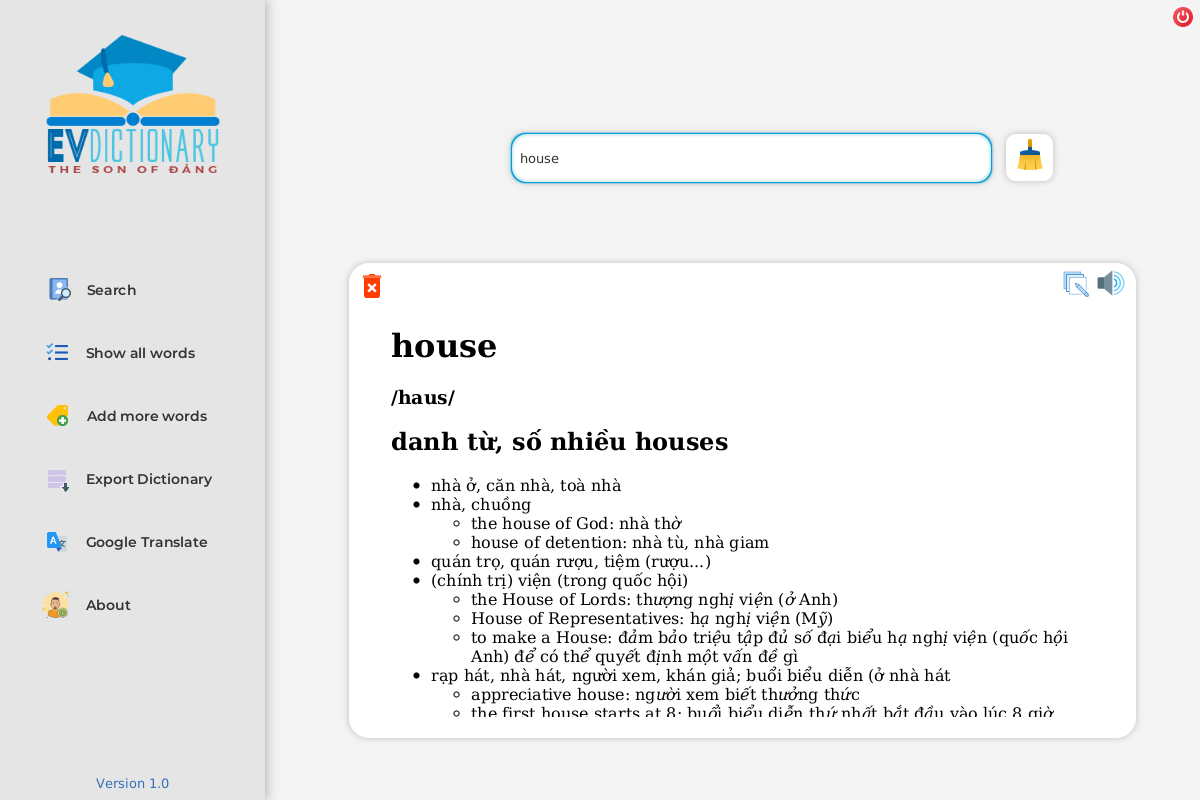 EVDICTIONARY
THE SON OF ĐẢNG
Search
Show all words
Add more words
Export Dictionary
Google Translate
About
Version 1.0
house
house
/haus/
danh từ, số nhiều houses
nhà ở, căn nhà, toà nhà
nhà, chuồng
the house of God: nhà thờ
house of detention: nhà tù, nhà giam
quán trọ, quán rượu, tiệm (rượu...)
(chính trị) viện (trong quốc hội)
the House of Lords: thượng nghị viện (ở Anh)
House of Representatives: hạ nghị viện (Mỹ)
to make a House: đảm bảo triệu tập đủ số đại biểu hạ nghị viện (quốc hội
Anh) để có thể quyết định một vấn đề gì
rạp hát, nhà hát, người xem, khán giả; buổi biểu diễn (ở nhà hát
appreciative house: người xem biết thưởng thức
the first house starts at 8: buổi biểu diễn thứ nhất bắt đầu vào lúc 8 giờ